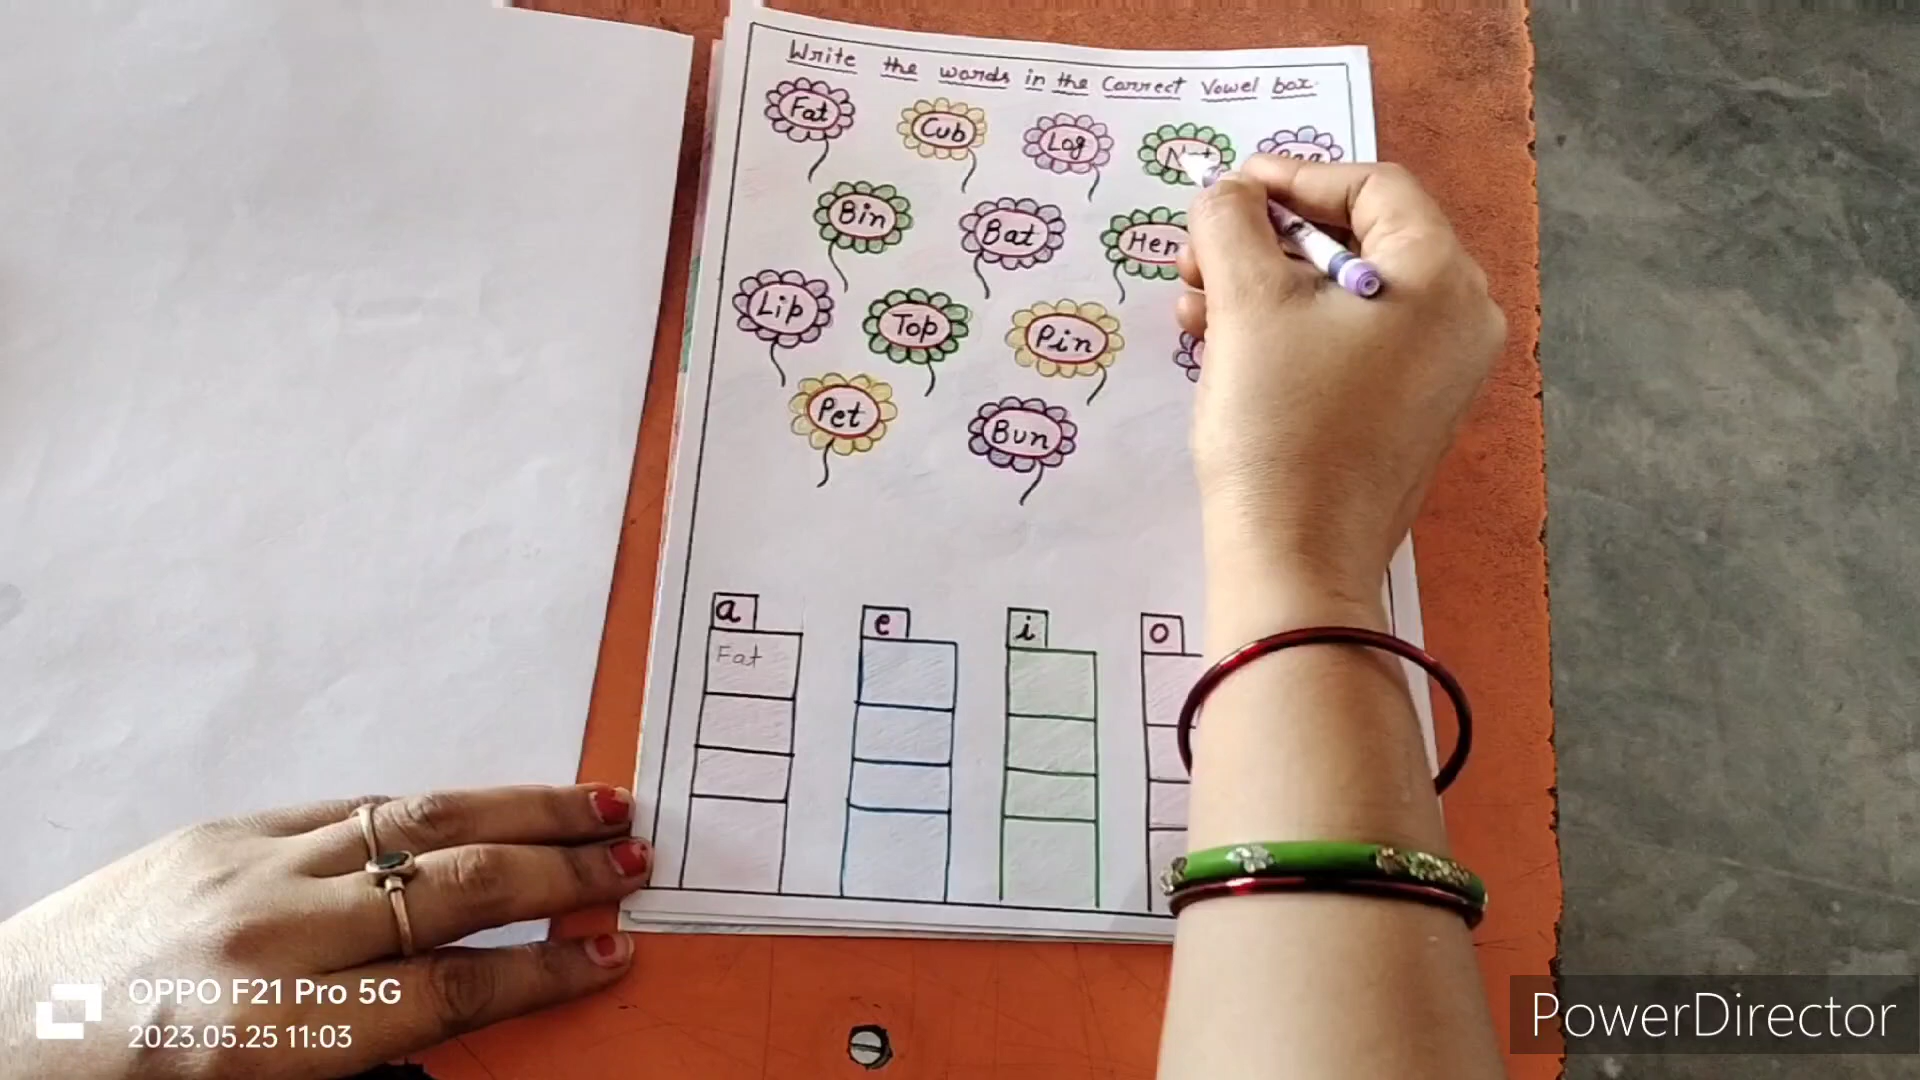 Write the words in the Correct Vowel box.
Fat Cub Log
Bin Bat Hen
Lip Top Pin
Pet Bun
a e i o
Fat
OPPO F21 Pro 5G
2023.05.25 11:03
PowerDirector